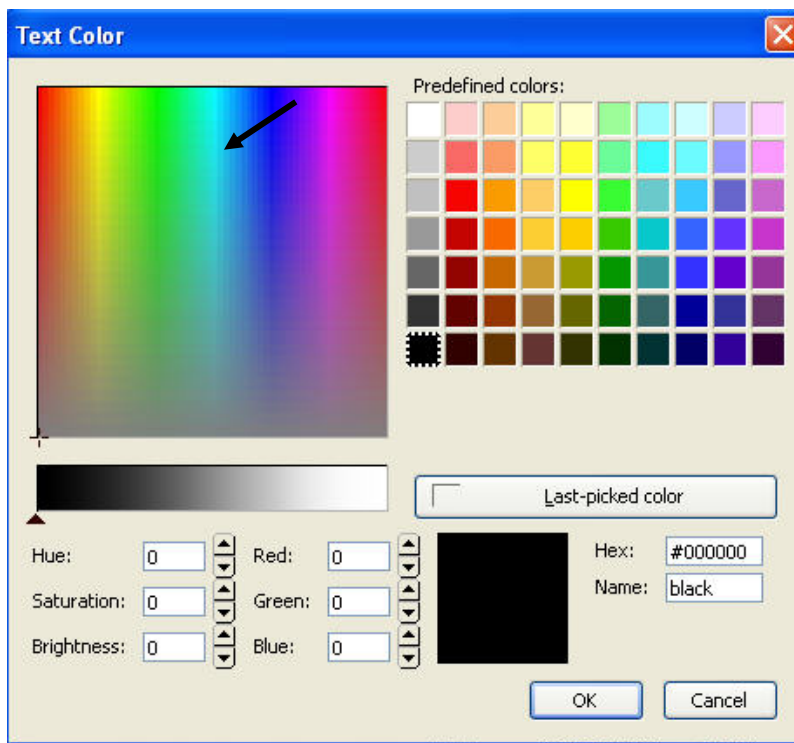 Text Color
Predefined colors:
Last-picked color
Hue: 0 Red: 0 Hex: #000000
Saturation: 0 Green: 0 Name: black
Brightness: 0 Blue: 0
OK Cancel